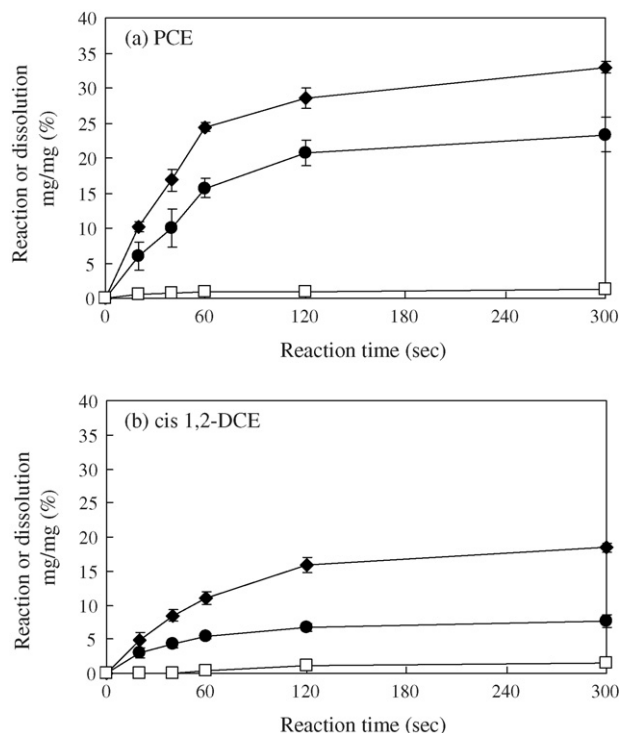 (a) PCE
Reaction or dissolution
mg/mg (%)
40
35
30
25
20
15
10
5
0
0 60 120 180 240 300
Reaction time (sec)
(b) cis 1,2-DCE
Reaction or dissolution
mg/mg (%)
40
35
30
25
20
15
10
5
0
0 60 120 180 240 300
Reaction time (sec)